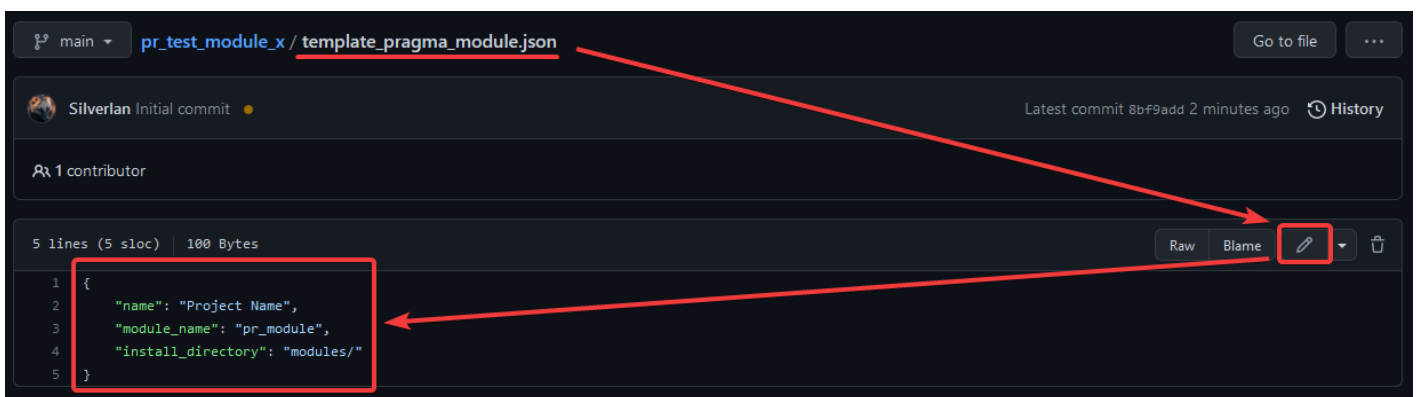 main pr_test_module_x / template_pragma_module.json Go to file ...
Silverlan Initial commit Latest commit 8bf9add 2 minutes ago History
1 contributor
5 lines (5 sloc) 100 Bytes Raw Blame
1 {
2 "name": "Project Name",
3 "module_name": "pr_module",
4 "install_directory": "modules/"
5 }